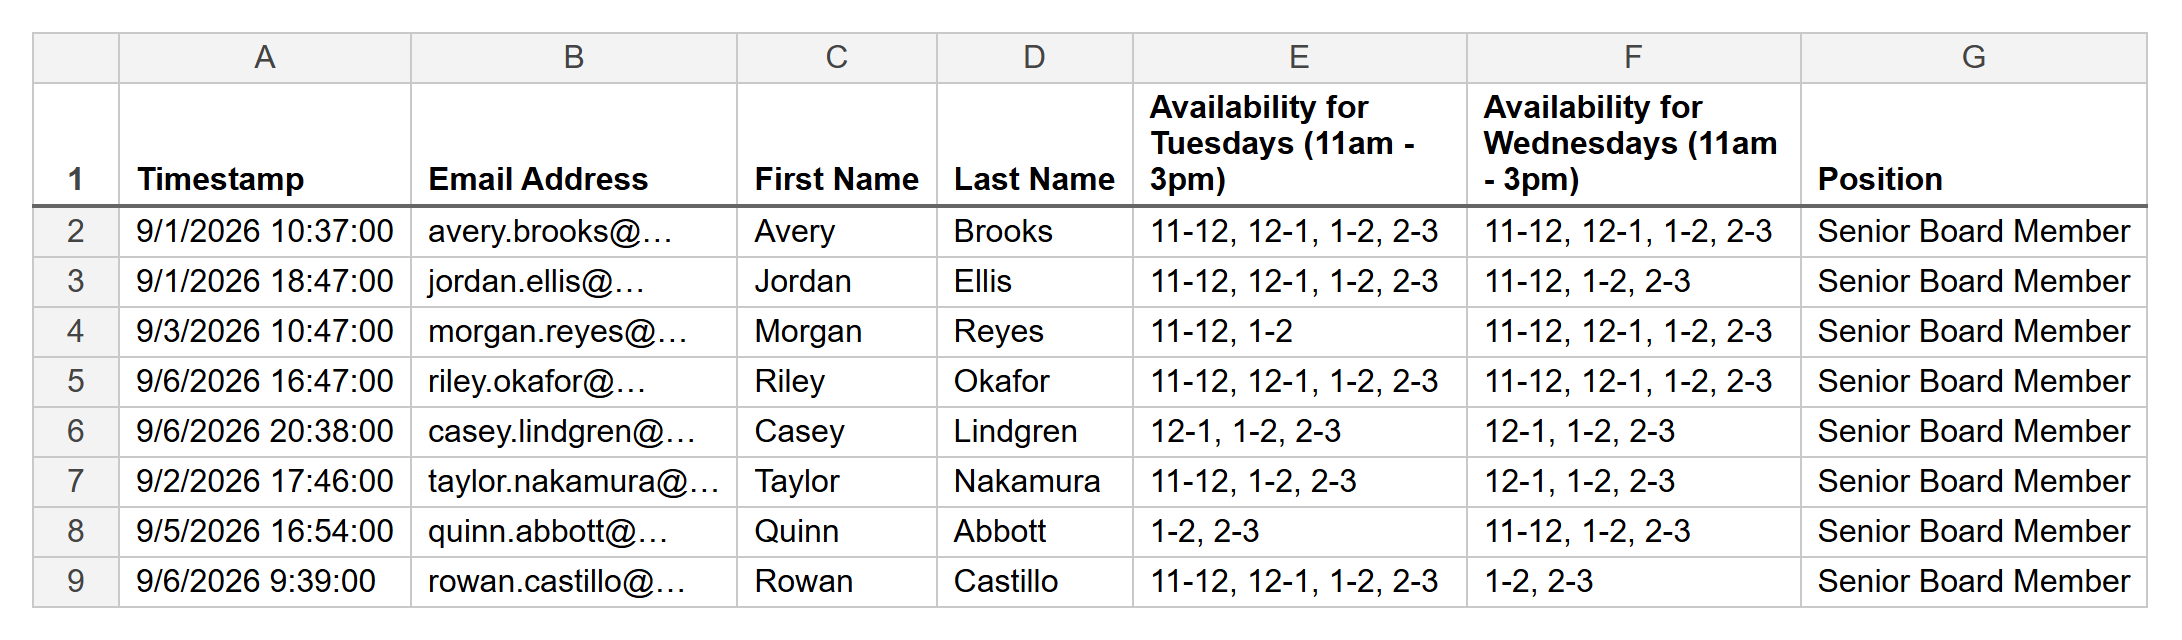 A B C D E F G
1 Timestamp Email Address First Name Last Name Availability for Tuesdays (11am - 3pm) Availability for Wednesdays (11am - 3pm) Position
2 9/1/2026 10:37:00 avery.brooks@… Avery Brooks 11-12, 12-1, 1-2, 2-3 11-12, 12-1, 1-2, 2-3 Senior Board Member
3 9/1/2026 18:47:00 jordan.ellis@… Jordan Ellis 11-12, 12-1, 1-2, 2-3 11-12, 1-2, 2-3 Senior Board Member
4 9/3/2026 10:47:00 morgan.reyes@… Morgan Reyes 11-12, 1-2 11-12, 12-1, 1-2, 2-3 Senior Board Member
5 9/6/2026 16:47:00 riley.okafor@… Riley Okafor 11-12, 12-1, 1-2, 2-3 11-12, 12-1, 1-2, 2-3 Senior Board Member
6 9/6/2026 20:38:00 casey.lindgren@… Casey Lindgren 12-1, 1-2, 2-3 12-1, 1-2, 2-3 Senior Board Member
7 9/2/2026 17:46:00 taylor.nakamura@… Taylor Nakamura 11-12, 1-2, 2-3 12-1, 1-2, 2-3 Senior Board Member
8 9/5/2026 16:54:00 quinn.abbott@… Quinn Abbott 1-2, 2-3 11-12, 1-2, 2-3 Senior Board Member
9 9/6/2026 9:39:00 rowan.castillo@… Rowan Castillo 11-12, 12-1, 1-2, 2-3 1-2, 2-3 Senior Board Member